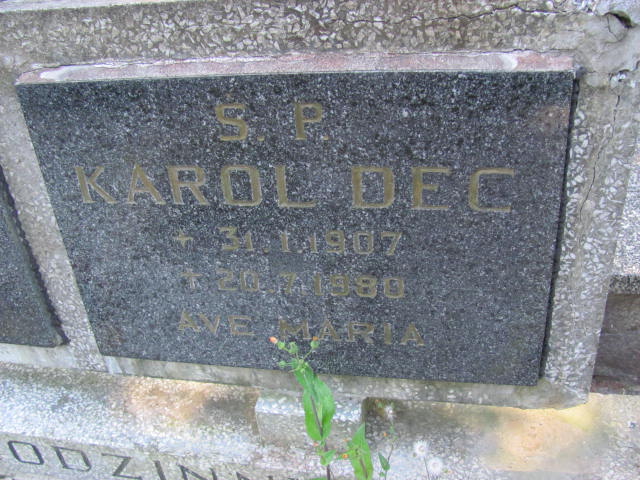 Ś. P.
KAROL DEC
+ 31.1.1907
† 20.7.1980
AVE MARIA